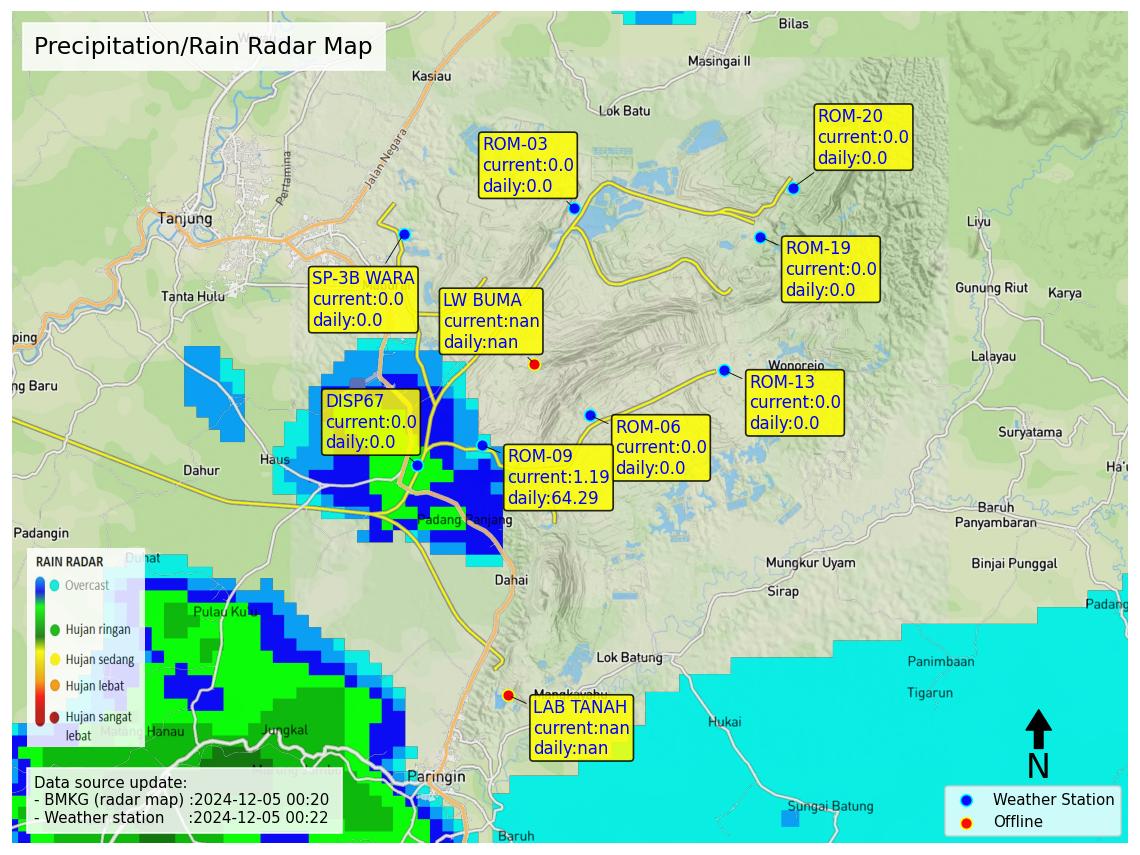 Precipitation/Rain Radar Map
Bilas
Masingai II
Kasiau
Lok Batu
Jalan Negara
Pertamina
Tanjung
ROM-03
current:0.0
daily:0.0
ROM-20
current:0.0
daily:0.0
ROM-19
current:0.0
daily:0.0
Liyu
Gunung Riut
Karya
Lalayau
Suryatama
Tanta Hulu
SP-3B WARA
current:0.0
daily:0.0
LW BUMA
current:nan
daily:nan
ping
ng Baru
Wonorejo
ROM-13
current:0.0
daily:0.0
DISP67
current:0.0
daily:0.0
ROM-06
current:0.0
daily:0.0
ROM-09
current:1.19
daily:64.29
Haus
Dahur
Padang Panjang
Padangin
Ha'u
Baruh
Panyambaran
Binjai Punggal
Mungkur Uyam
Sirap
Padang
Dahai
Duhat
RAIN RADAR
Overcast
Hujan ringan
Hujan sedang
Hujan lebat
Hujan sangat
lebat
Pulau Ku
Lok Batung
Panimbaan
Tigarun
LAB TANAH
current:nan
daily:nan
Hukai
Jungkal
Hanau
Paringin
Sungai Batung
Baruh
Data source update:
- BMKG (radar map) :2024-12-05 00:20
- Weather station :2024-12-05 00:22
N
Weather Station
Offline